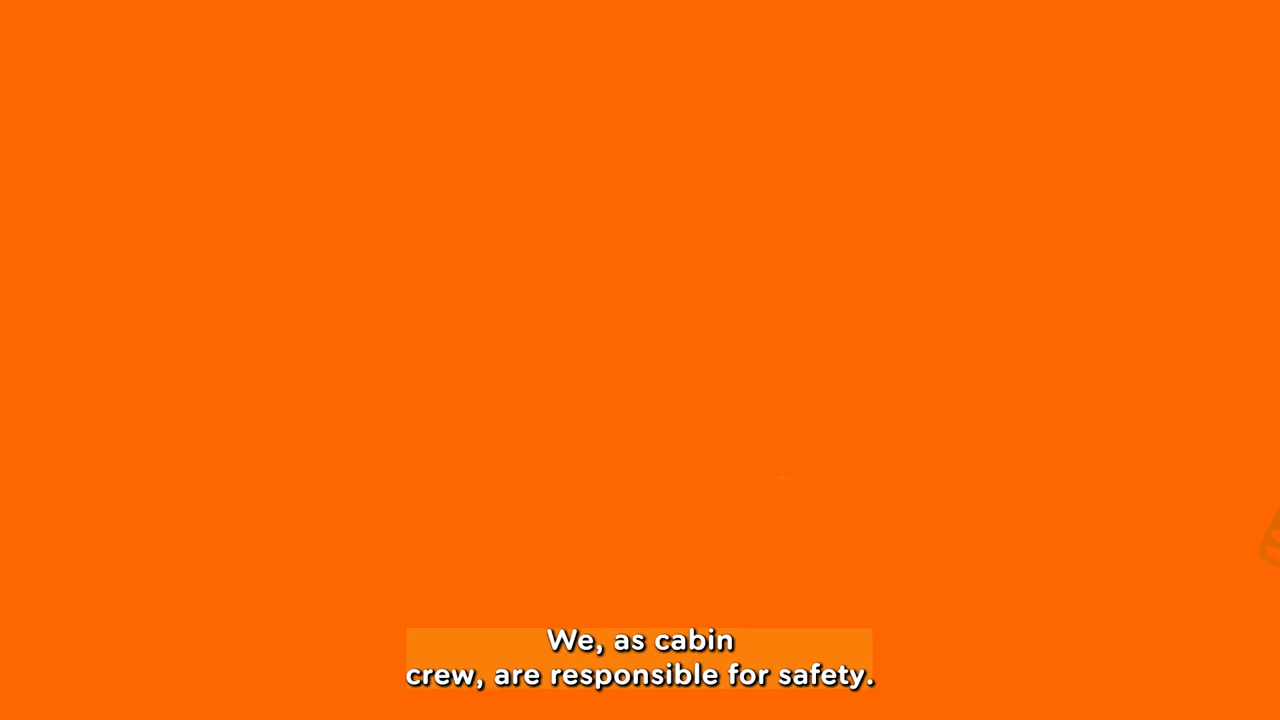 We, as cabin
crew, are responsible for safety.